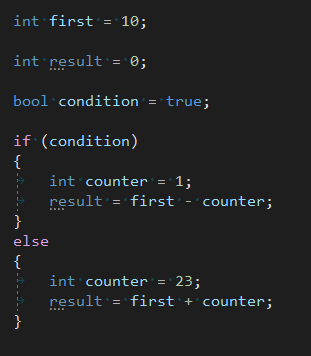 int first = 10;
int result = 0;
bool condition = true;
if (condition)
{
int counter = 1;
result = first - counter;
}
else
{
int counter = 23;
result = first + counter;
}